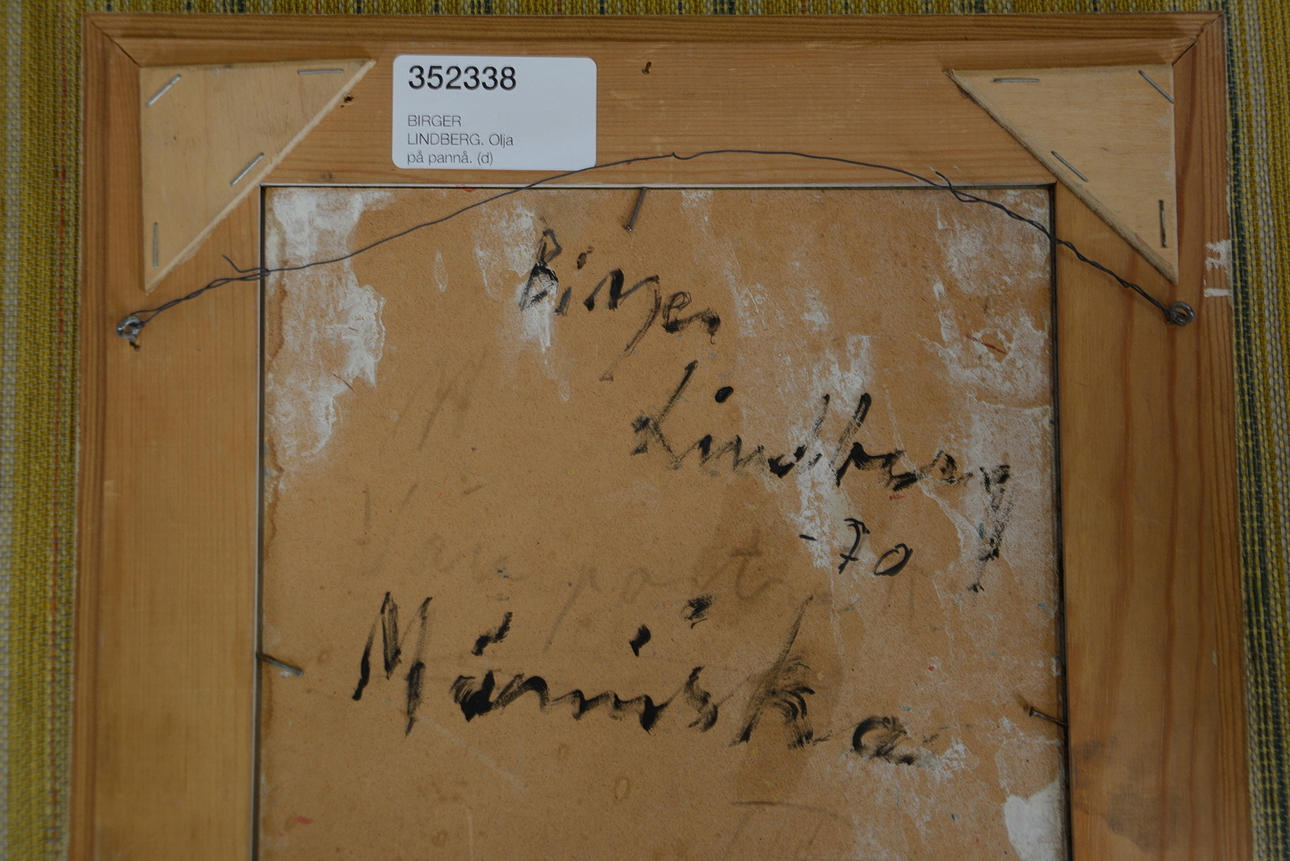 352338
BIRGER
LINDBERG. Olja
på pannå. (d)
Birger
Lindberg
-70
Människa